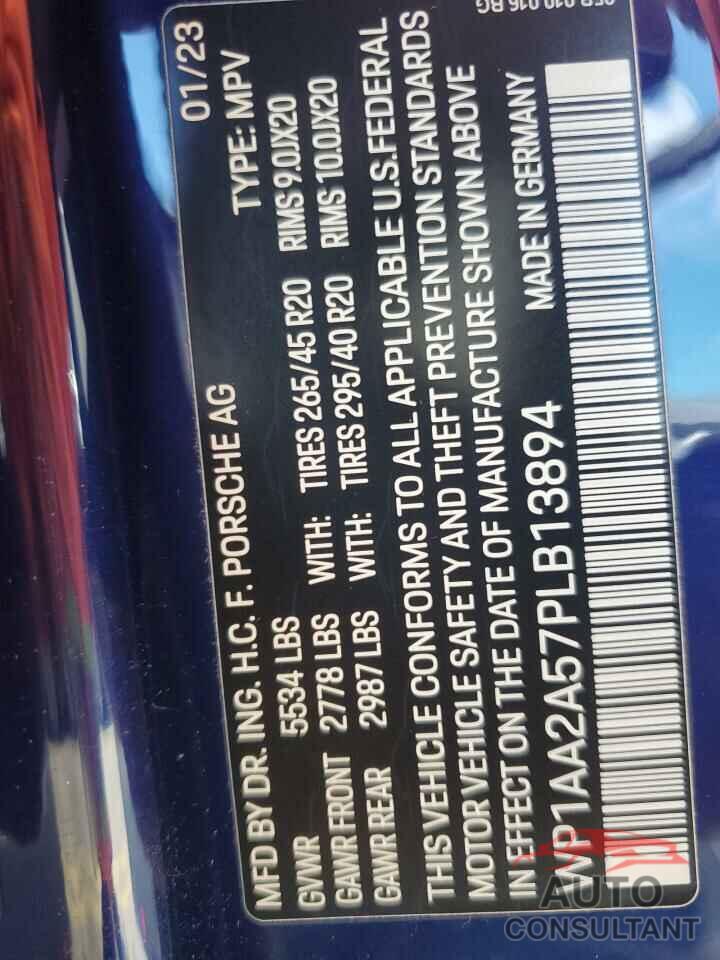 MFD BY DR. ING. H.C. F. PORSCHE AG 01/23
GVWR 5534 LBS TYPE: MPV
GAWR FRONT 2778 LBS WITH: TIRES 265/45 R20 RIMS 9.0JX20
GAWR REAR 2987 LBS WITH: TIRES 295/40 R20 RIMS 10.0JX20
THIS VEHICLE CONFORMS TO ALL APPLICABLE U.S.FEDERAL
MOTOR VEHICLE SAFETY AND THEFT PREVENTION STANDARDS
IN EFFECT ON THE DATE OF MANUFACTURE SHOWN ABOVE
MADE IN GERMANY
WP1AA2A57PLB13894
AUTO
CONSULTANT